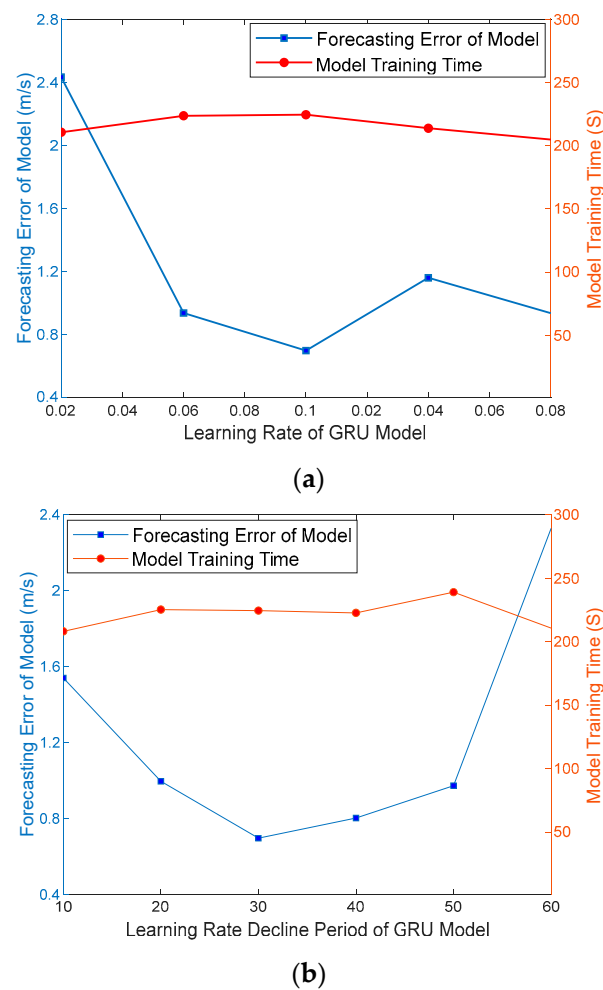 2.8
300
Forecasting Error of Model
Model Training Time
2.4
250
2
200
1.6
150
1.2
100
0.8
50
0.4
Forecasting Error of Model (m/s)
Model Training Time (S)
0.02 0.04 0.06 0.08 0.1 0.02 0.04 0.06 0.08
Learning Rate of GRU Model
(a)
2.4
300
Forecasting Error of Model
Model Training Time
2
250
1.6
200
1.2
150
0.8
100
50
0.4
Forecasting Error of Model (m/s)
Model Training Time (S)
10 20 30 40 50 60
Learning Rate Decline Period of GRU Model
(b)